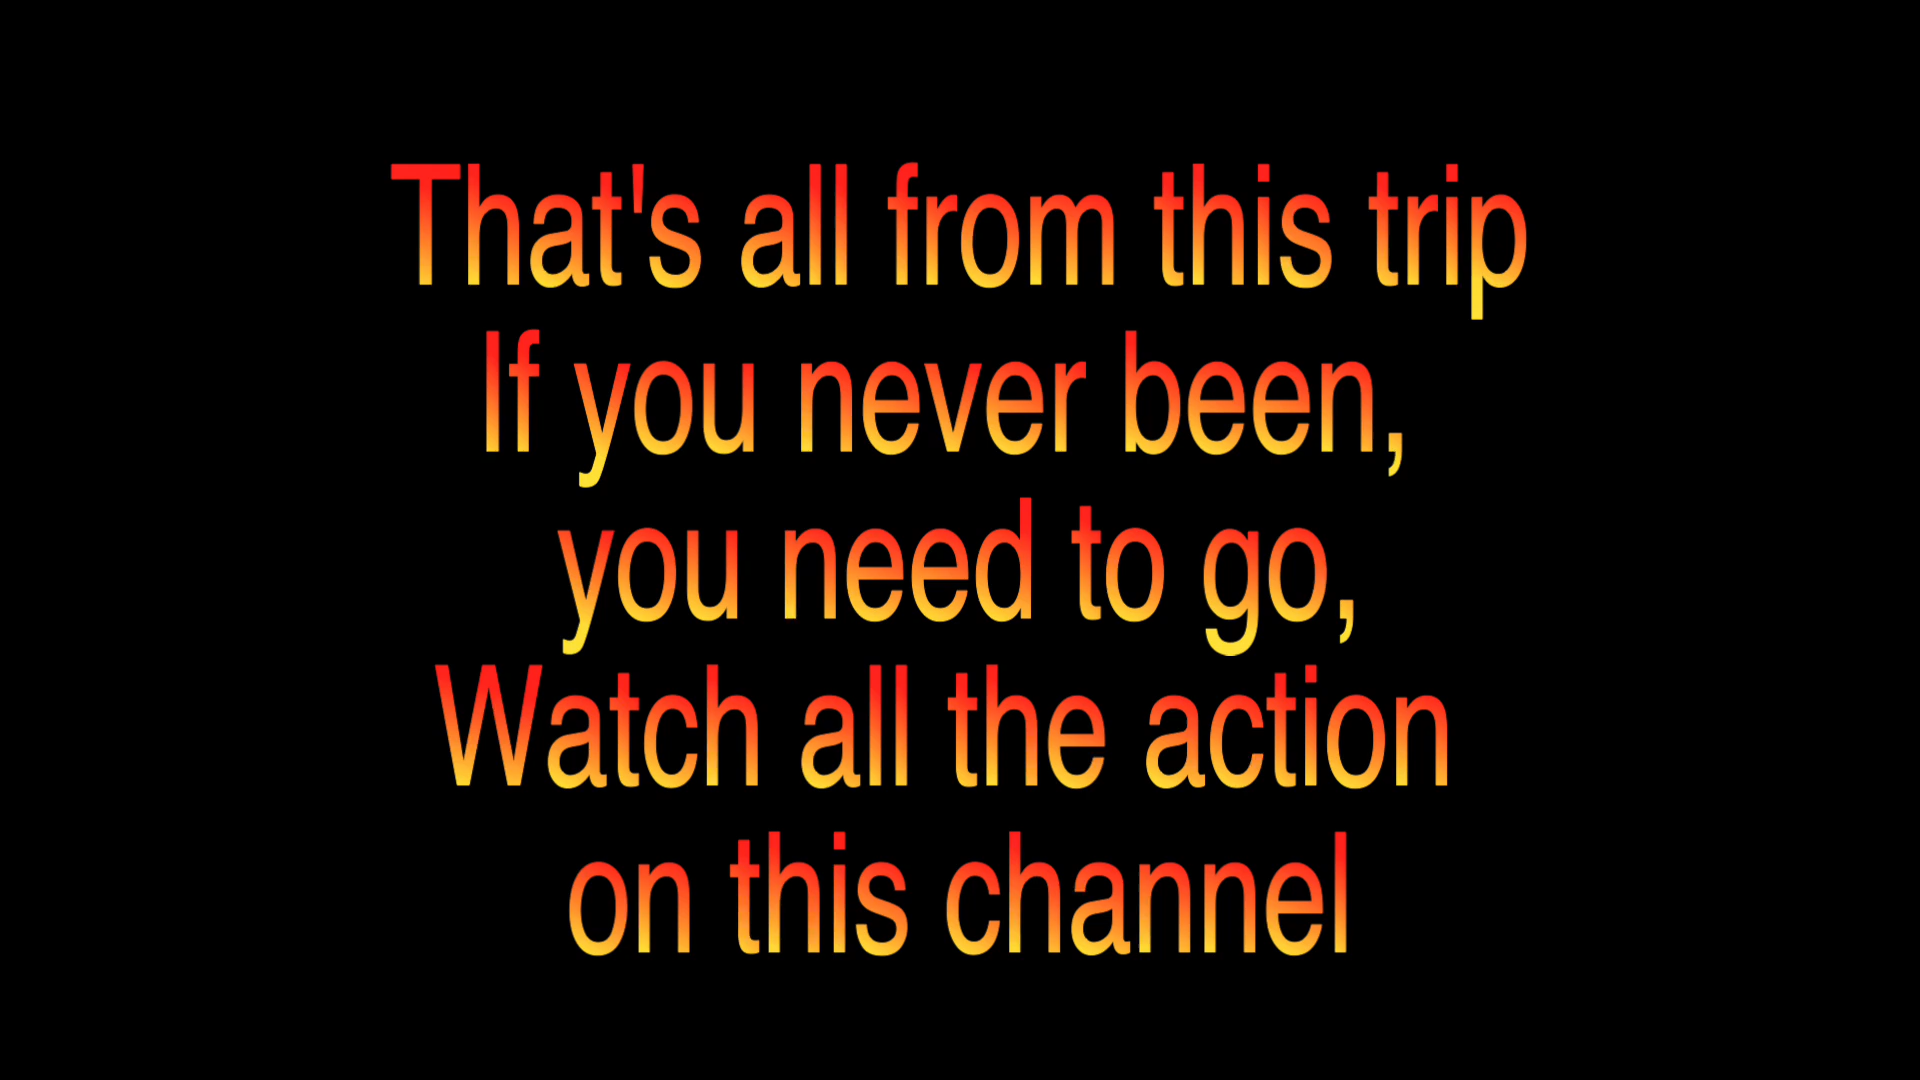 That's all from this trip
If you never been,
you need to go,
Watch all the action
on this channel